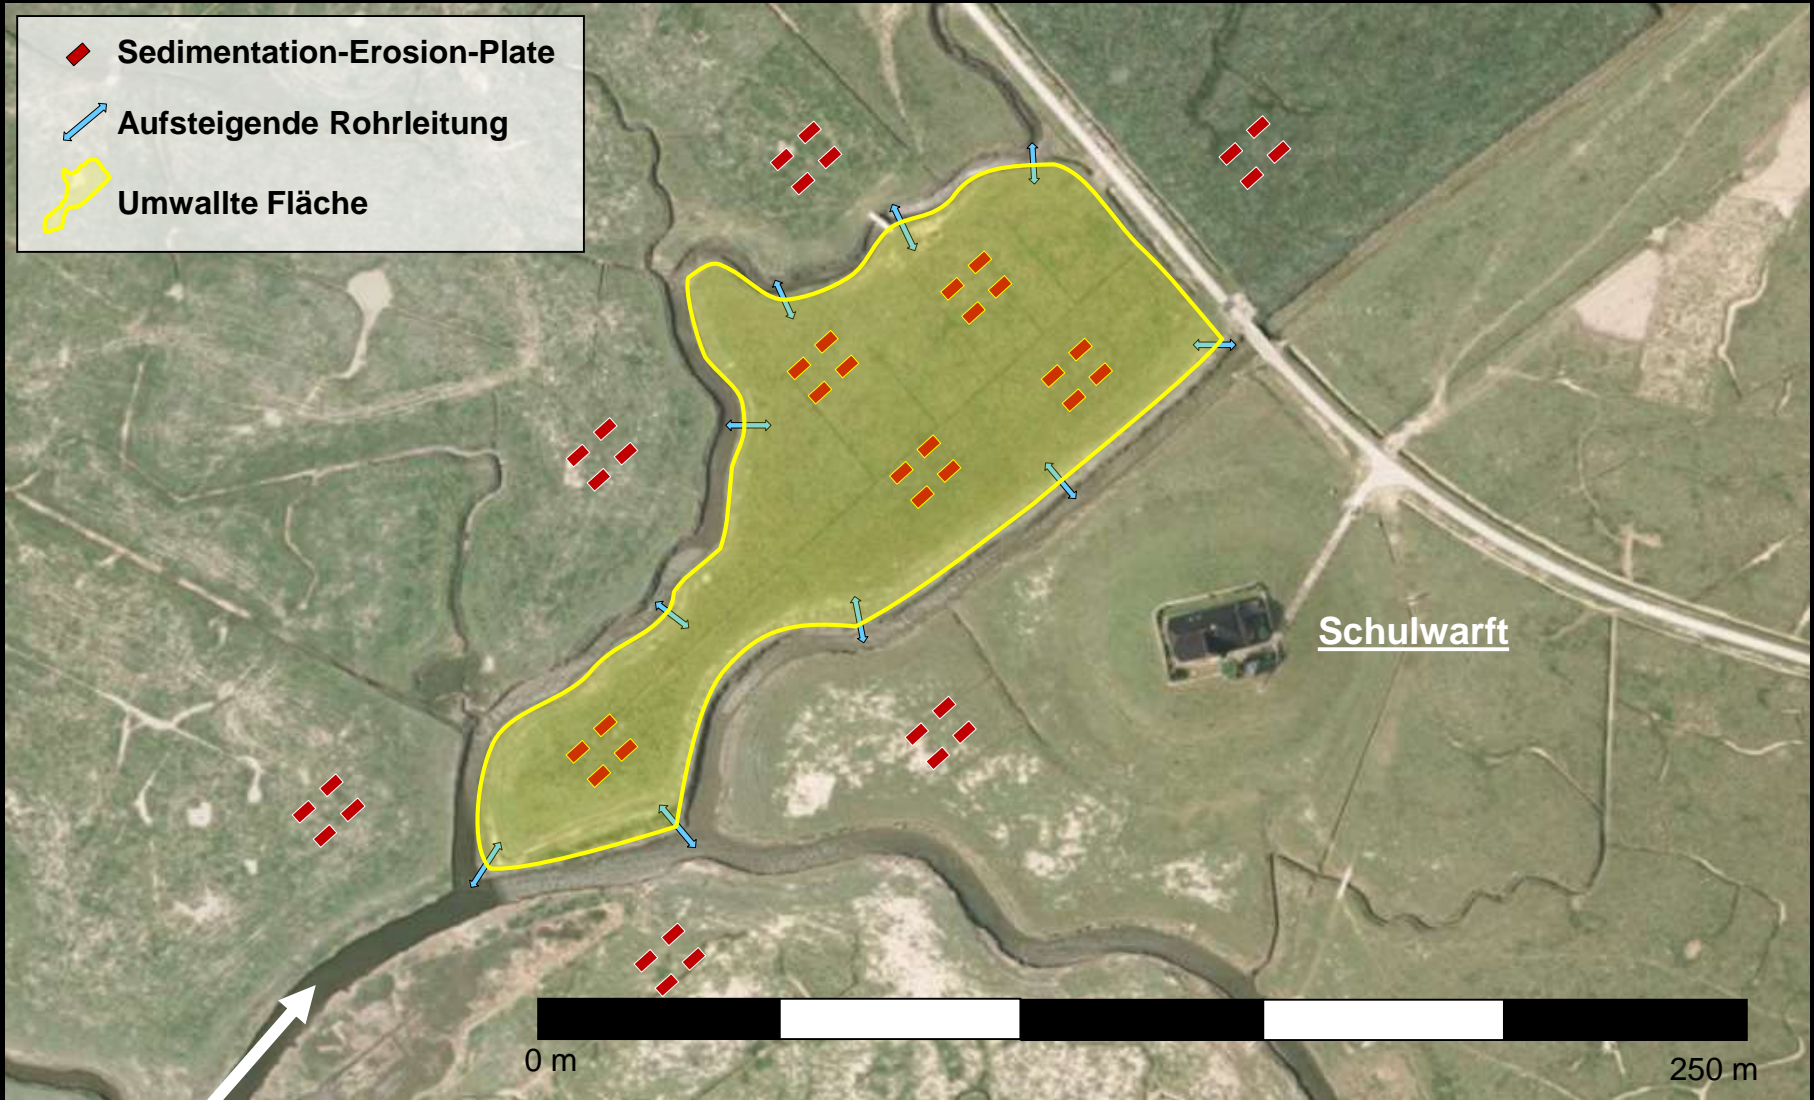 Sedimentation-Erosion-Plate
Aufsteigende Rohrleitung
Umwallte Fläche
Schulwarft
0 m
250 m